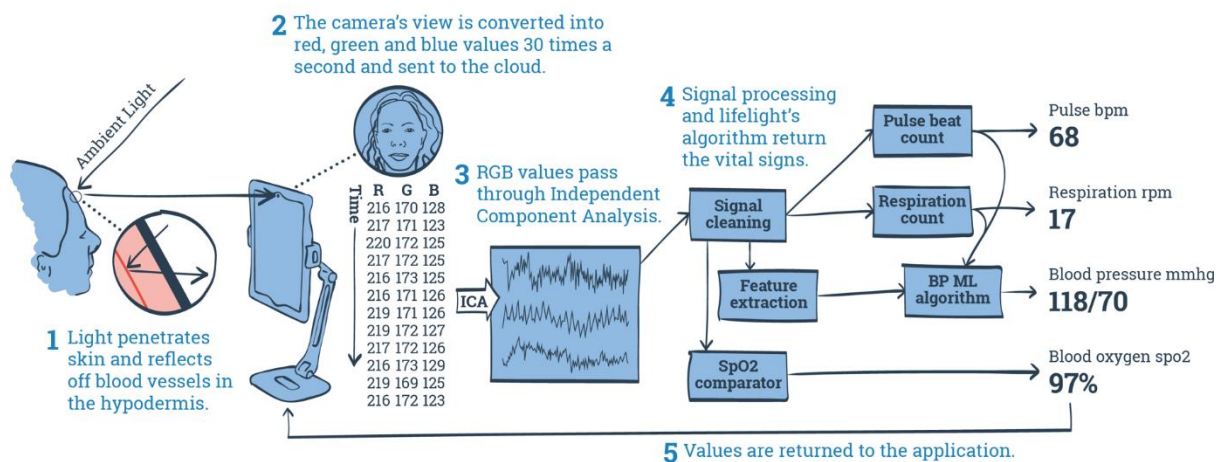 2 The camera's view is converted into
red, green and blue values 30 times a
second and sent to the cloud.
Ambient Light
1 Light penetrates
skin and reflects
off blood vessels in
the hypodermis.
Time
R G B
216 170 128
217 171 123
220 172 125
217 172 125
216 173 125
216 171 126
219 171 126
219 172 127
217 172 126
216 173 129
219 169 125
216 172 123
3 RGB values pass
through Independent
Component Analysis.
ICA
4 Signal processing
and lifelight's
algorithm return
the vital signs.
Signal
cleaning
Pulse beat
count
Respiration
count
Feature
extraction
BP ML
algorithm
SpO2
comparator
Pulse bpm
68
Respiration rpm
17
Blood pressure mmhg
118/70
Blood oxygen spo2
97%
5 Values are returned to the application.